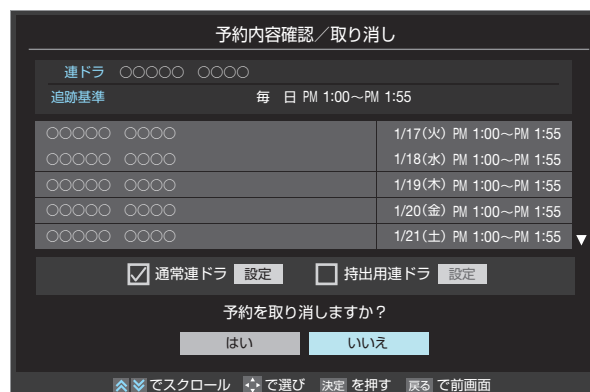 予約内容確認／取り消し
連ドラ ○○○○○ ○○○○
追跡基準 毎 日 PM 1:00～PM 1:55
○○○○○ ○○○○ 1/17(火) PM 1:00～PM 1:55
○○○○○ ○○○○ 1/18(水) PM 1:00～PM 1:55
○○○○○ ○○○○ 1/19(木) PM 1:00～PM 1:55
○○○○○ ○○○○ 1/20(金) PM 1:00～PM 1:55
○○○○○ ○○○○ 1/21(土) PM 1:00～PM 1:55
通常連ドラ 設定 持出用連ドラ 設定
予約を取り消しますか？
はい いいえ
でスクロール で選び 決定 を押す 戻る で前画面